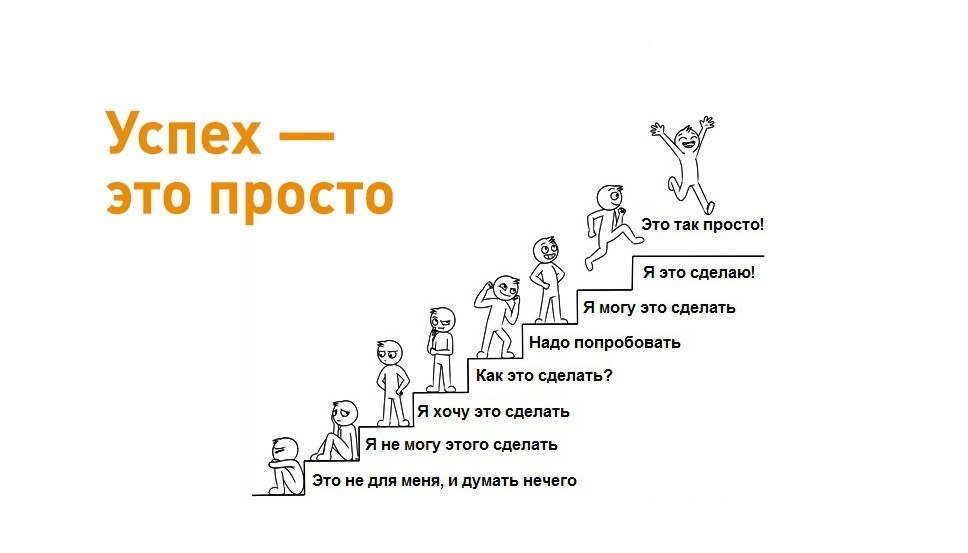 Успех —
это просто
Это так просто!
Я это сделаю!
Я могу это сделать
Надо попробовать
Как это сделать?
Я хочу это сделать
Я не могу этого сделать
Это не для меня, и думать нечего